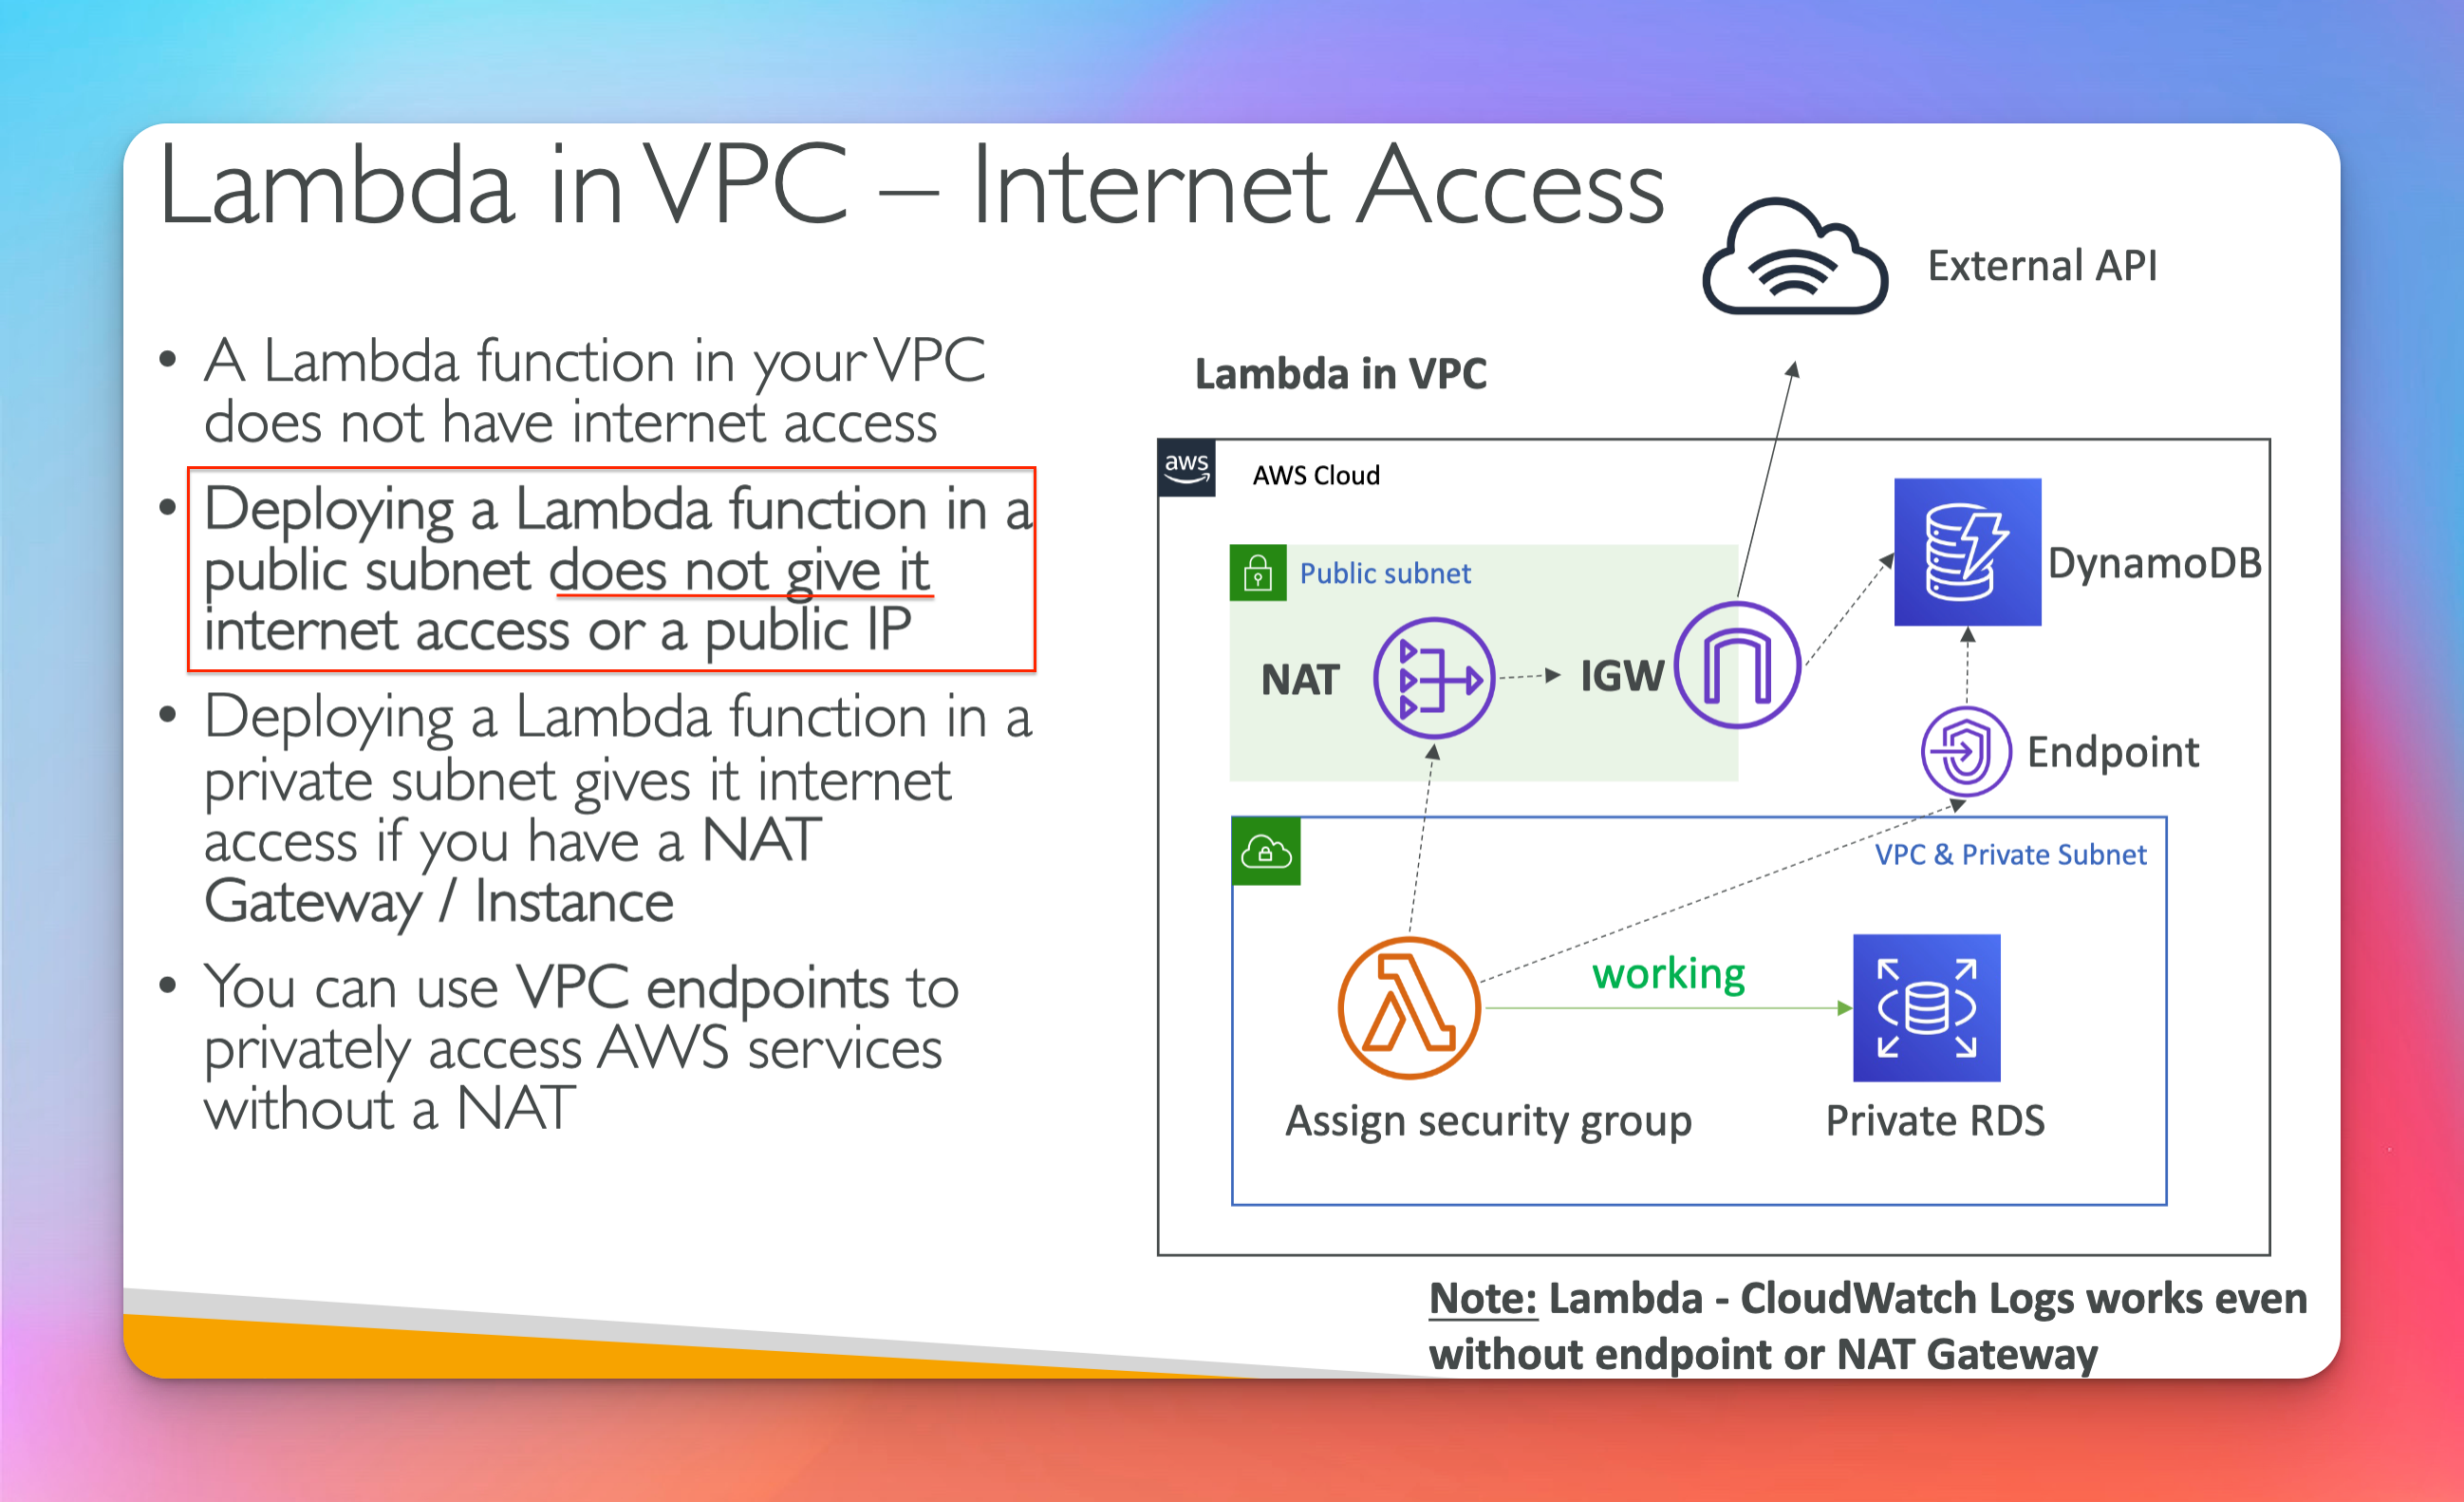 Lambda in VPC – Internet Access
• A Lambda function in your VPC
does not have internet access
• Deploying a Lambda function in a
public subnet does not give it
internet access or a public IP
• Deploying a Lambda function in a
private subnet gives it internet
access if you have a NAT
Gateway / Instance
• You can use VPC endpoints to
privately access AWS services
without a NAT
External API
Lambda in VPC
aws
AWS Cloud
Public subnet
DynamoDB
NAT
IGW
Endpoint
VPC & Private Subnet
working
Assign security group
Private RDS
Note: Lambda - CloudWatch Logs works even
without endpoint or NAT Gateway